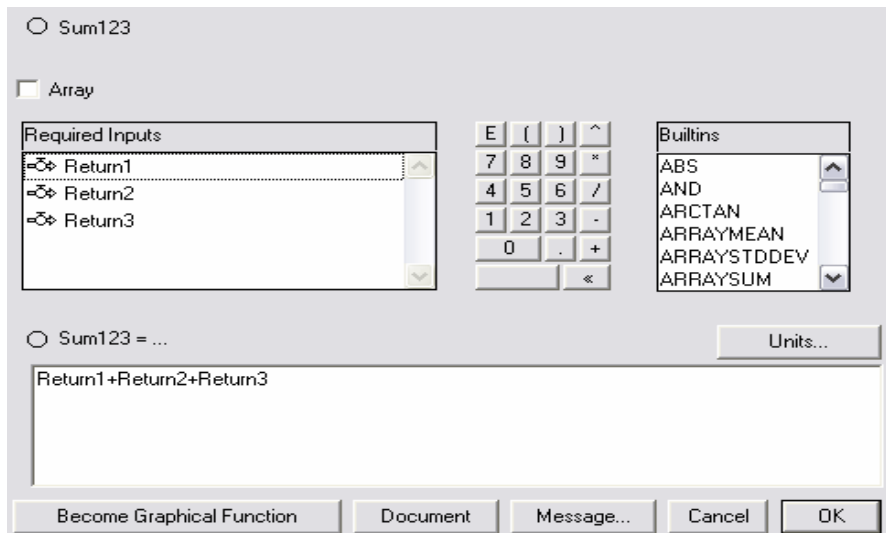 Sum123
Array
Required Inputs
Return1
Return2
Return3
E ( ) ^
7 8 9 *
4 5 6 /
1 2 3 -
0 . +
«
Builtins
ABS
AND
ARCTAN
ARRAYMEAN
ARRAYSTDDEV
ARRAYSUM
Sum123 = ...
Units...
Return1+Return2+Return3
Become Graphical Function
Document
Message...
Cancel
OK